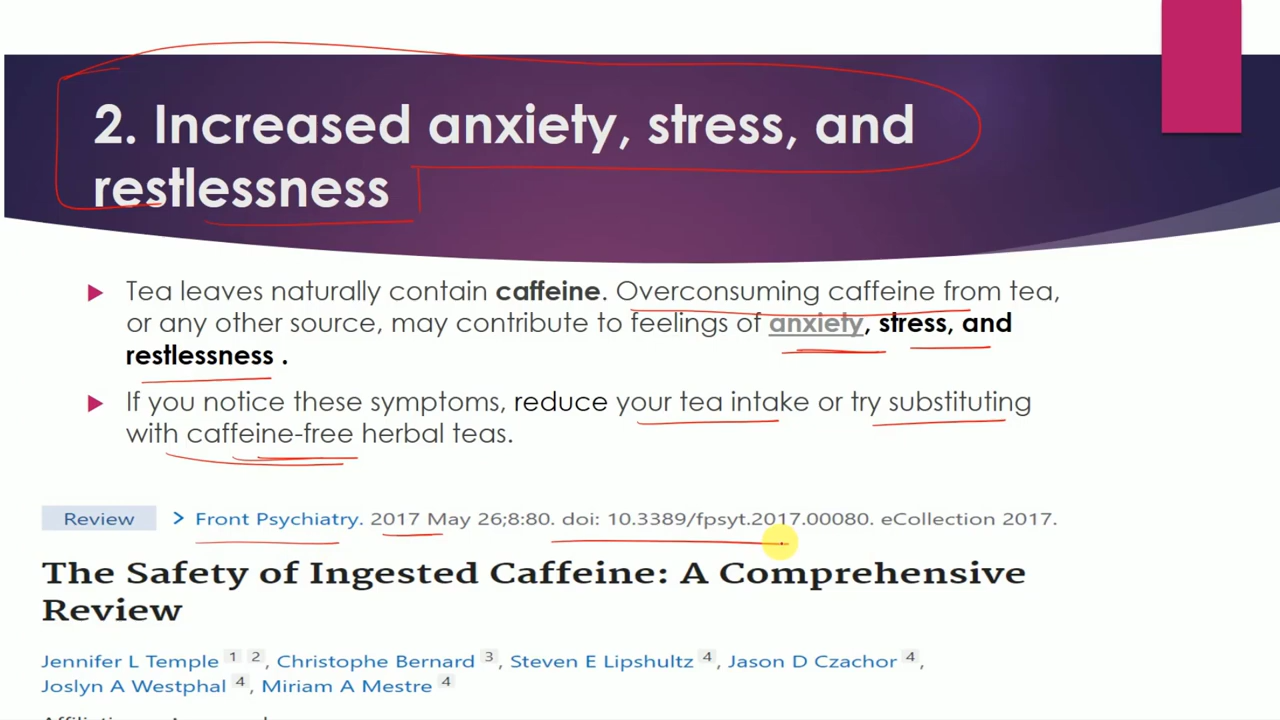 2. Increased anxiety, stress, and
restlessness
Tea leaves naturally contain caffeine. Overconsuming caffeine from tea,
or any other source, may contribute to feelings of anxiety, stress, and
restlessness .
If you notice these symptoms, reduce your tea intake or try substituting
with caffeine-free herbal teas.
Review > Front Psychiatry. 2017 May 26;8:80. doi: 10.3389/fpsyt.2017.00080. eCollection 2017.
The Safety of Ingested Caffeine: A Comprehensive
Review
Jennifer L Temple 1 2, Christophe Bernard 3, Steven E Lipshultz 4, Jason D Czachor 4,
Joslyn A Westphal 4, Miriam A Mestre 4